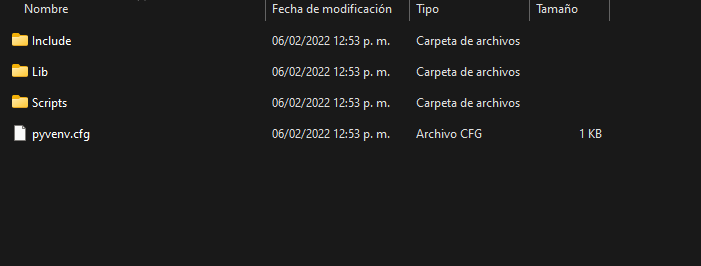 Nombre Fecha de modificación Tipo Tamaño
Include 06/02/2022 12:53 p. m. Carpeta de archivos
Lib 06/02/2022 12:53 p. m. Carpeta de archivos
Scripts 06/02/2022 12:53 p. m. Carpeta de archivos
pyvenv.cfg 06/02/2022 12:53 p. m. Archivo CFG 1 KB